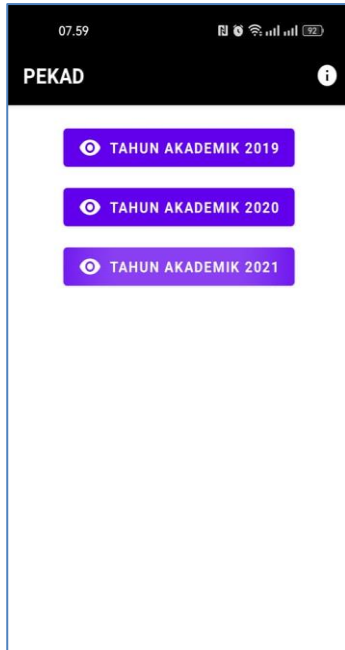 07.59 92
PEKAD
TAHUN AKADEMIK 2019
TAHUN AKADEMIK 2020
TAHUN AKADEMIK 2021